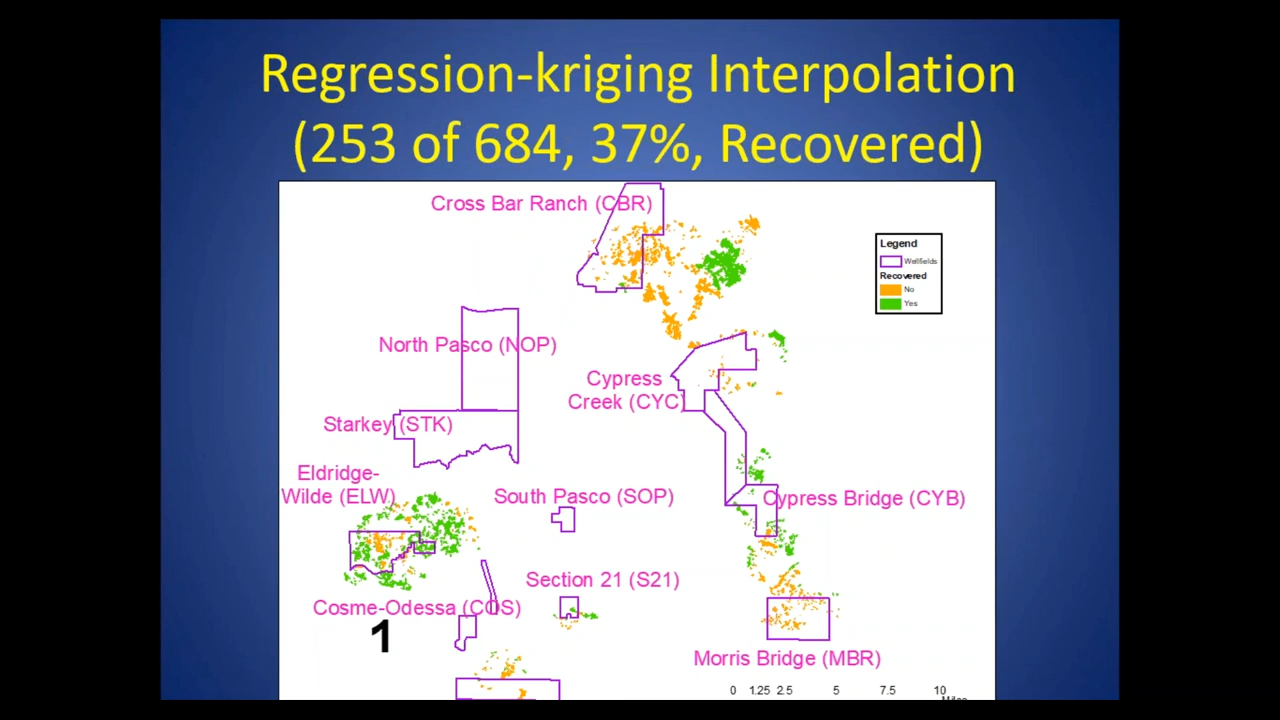 Regression-kriging Interpolation
(253 of 684, 37%, Recovered)
Cross Bar Ranch (CBR)
Legend
Wellfields
Recovered
No
Yes
North Pasco (NOP)
Cypress
Creek (CYC)
Starkey (STK)
Eldridge-
Wilde (ELW)
South Pasco (SOP)
Cypress Bridge (CYB)
Section 21 (S21)
Cosme-Odessa (COS)
1
Morris Bridge (MBR)
0 1.25 2.5 5 7.5 10
Miles